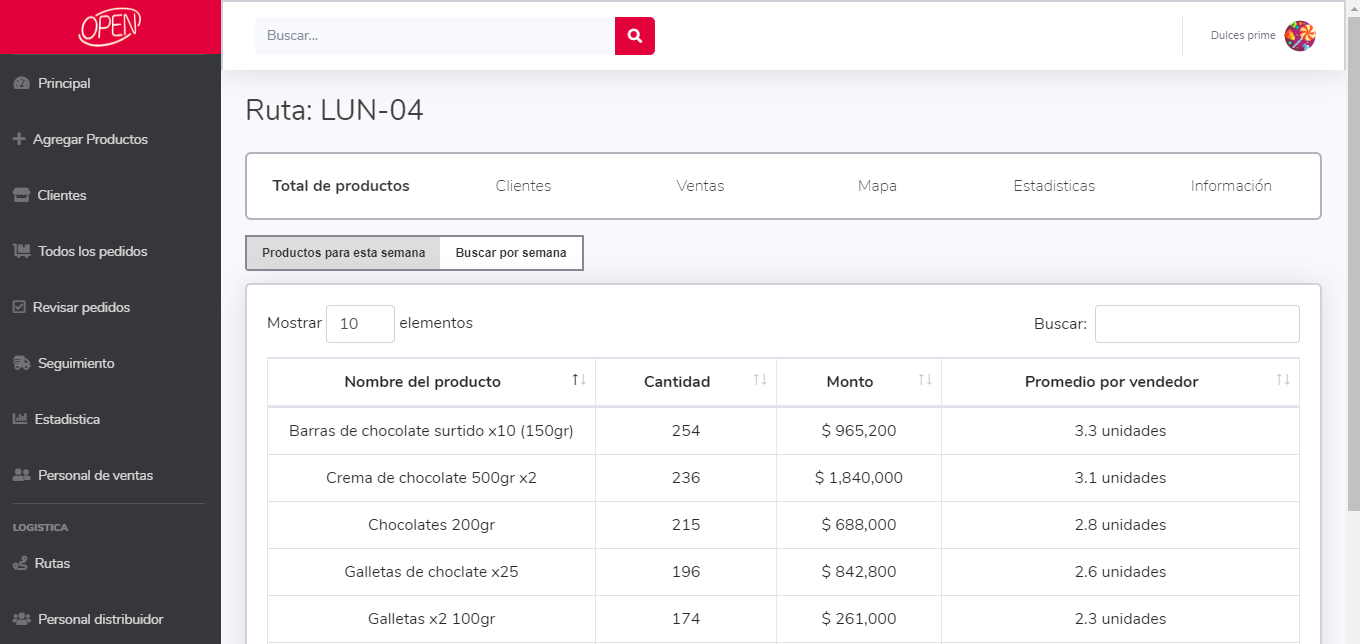 OPEN
Buscar...
Dulces prime
Principal
Agregar Productos
Clientes
Todos los pedidos
Revisar pedidos
Seguimiento
Estadistica
Personal de ventas
LOGISTICA
Rutas
Personal distribuidor
Ruta: LUN-04
Total de productos Clientes Ventas Mapa Estadisticas Información
Productos para esta semana Buscar por semana
Mostrar 10 elementos Buscar:
Nombre del producto Cantidad Monto Promedio por vendedor
Barras de chocolate surtido x10 (150gr) 254 $ 965,200 3.3 unidades
Crema de chocolate 500gr x2 236 $ 1,840,000 3.1 unidades
Chocolates 200gr 215 $ 688,000 2.8 unidades
Galletas de choclate x25 196 $ 842,800 2.6 unidades
Galletas x2 100gr 174 $ 261,000 2.3 unidades